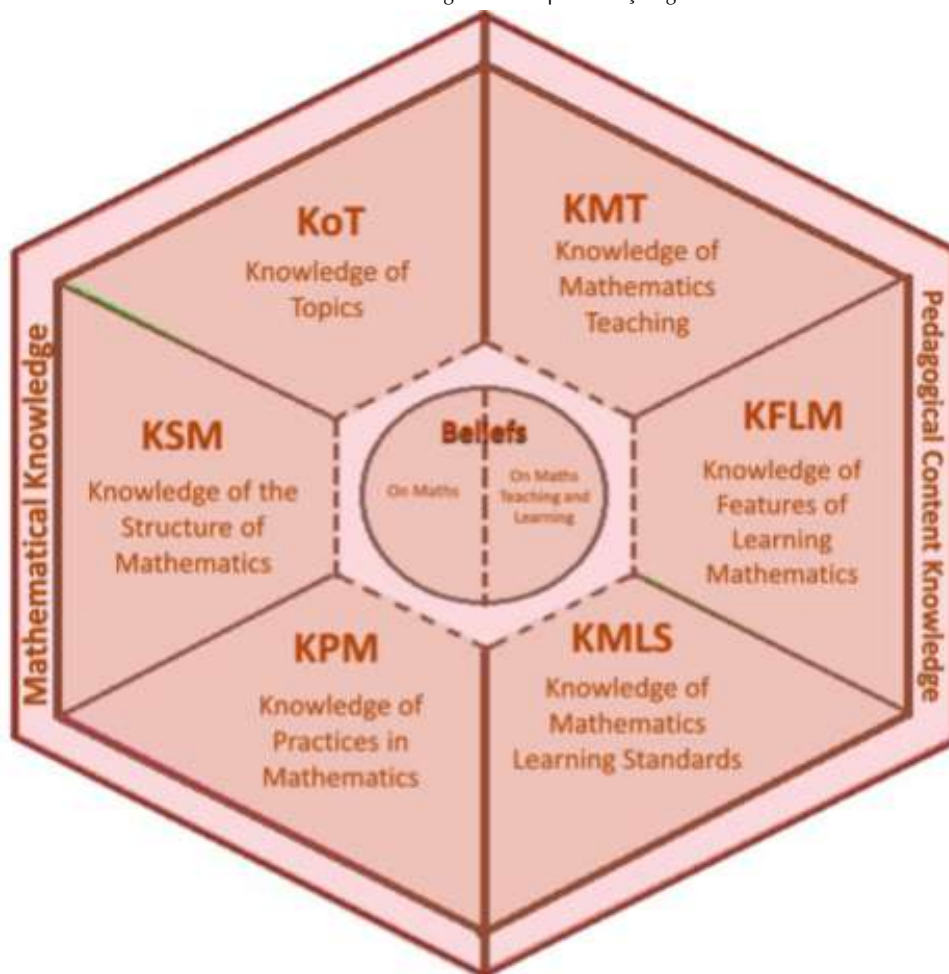 KoT
Knowledge of
Topics
KMT
Knowledge of
Mathematics
Teaching
Mathematical Knowledge
KSM
Knowledge of the
Structure of
Mathematics
Beliefs
On Maths
On Maths
Teaching and
Learning
KFLM
Knowledge of
Features of
Learning
Mathematics
Pedagogical Content Knowledge
KPM
Knowledge of
Practices in
Mathematics
KMLS
Knowledge of
Mathematics
Learning Standards